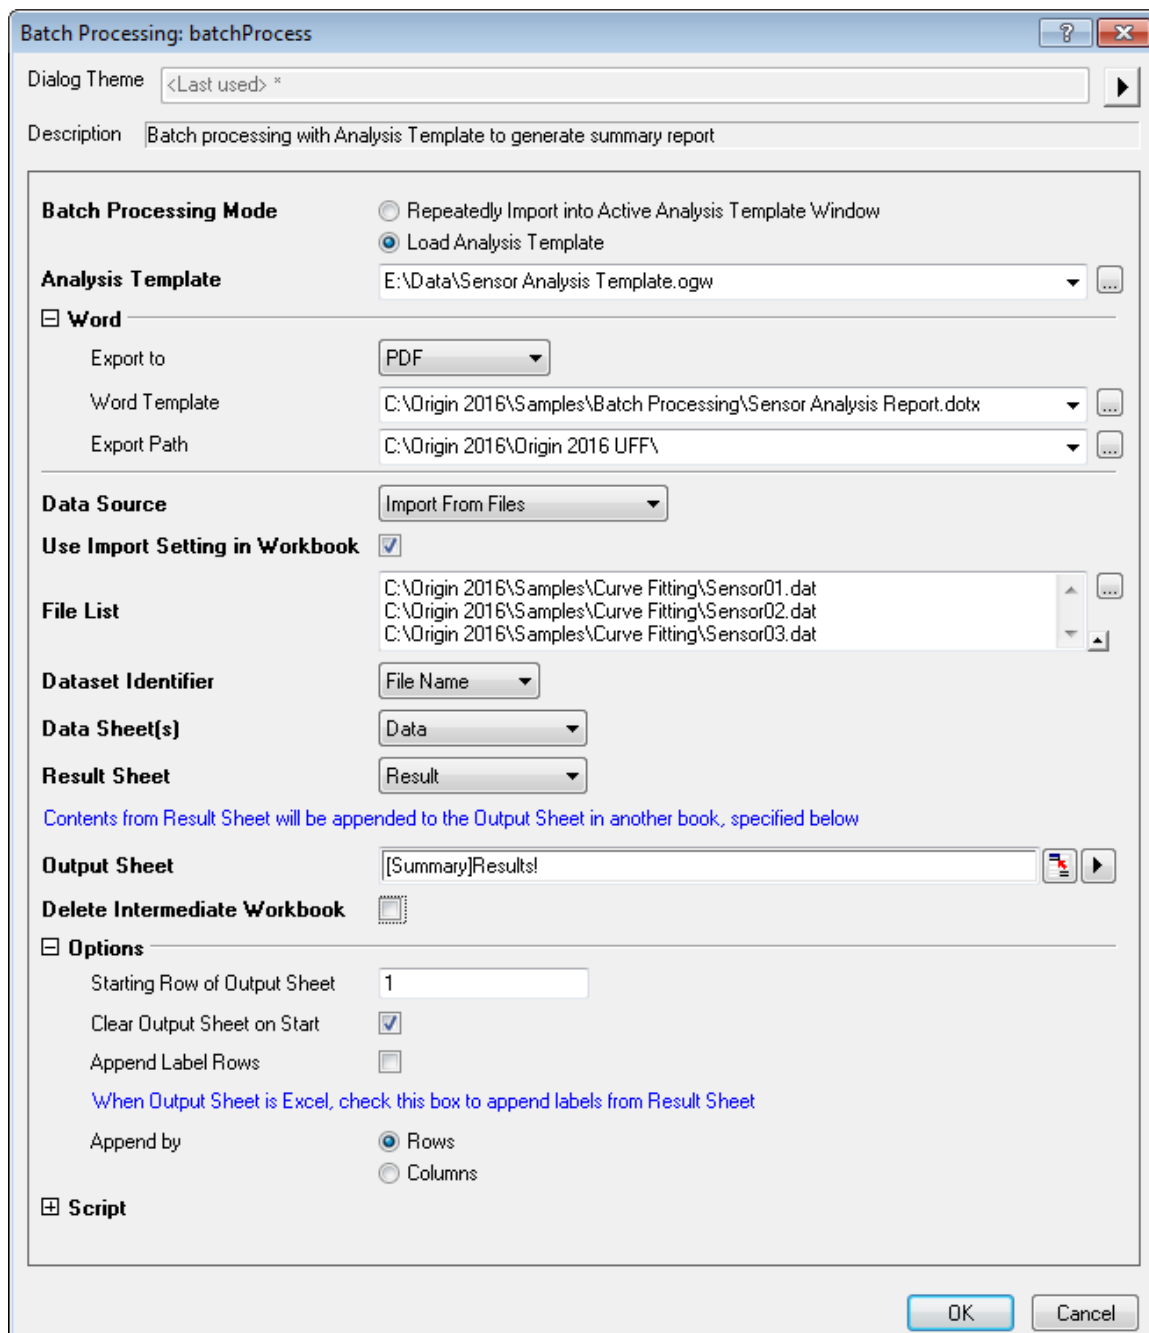 Batch Processing: batchProcess
Dialog Theme <Last used> *
Description Batch processing with Analysis Template to generate summary report
Batch Processing Mode Repeatedly Import into Active Analysis Template Window
Load Analysis Template
Analysis Template E:\Data\Sensor Analysis Template.ogw ...
Word
Export to PDF
Word Template C:\Origin 2016\Samples\Batch Processing\Sensor Analysis Report.dotx ...
Export Path C:\Origin 2016\Origin 2016 UFF\ ...
Data Source Import From Files
Use Import Setting in Workbook
File List C:\Origin 2016\Samples\Curve Fitting\Sensor01.dat ...
C:\Origin 2016\Samples\Curve Fitting\Sensor02.dat
C:\Origin 2016\Samples\Curve Fitting\Sensor03.dat
Dataset Identifier File Name
Data Sheet(s) Data
Result Sheet Result
Contents from Result Sheet will be appended to the Output Sheet in another book, specified below
Output Sheet [Summary]Results!
Delete Intermediate Workbook
Options
Starting Row of Output Sheet 1
Clear Output Sheet on Start
Append Label Rows
When Output Sheet is Excel, check this box to append labels from Result Sheet
Append by Rows
Columns
Script
OK Cancel